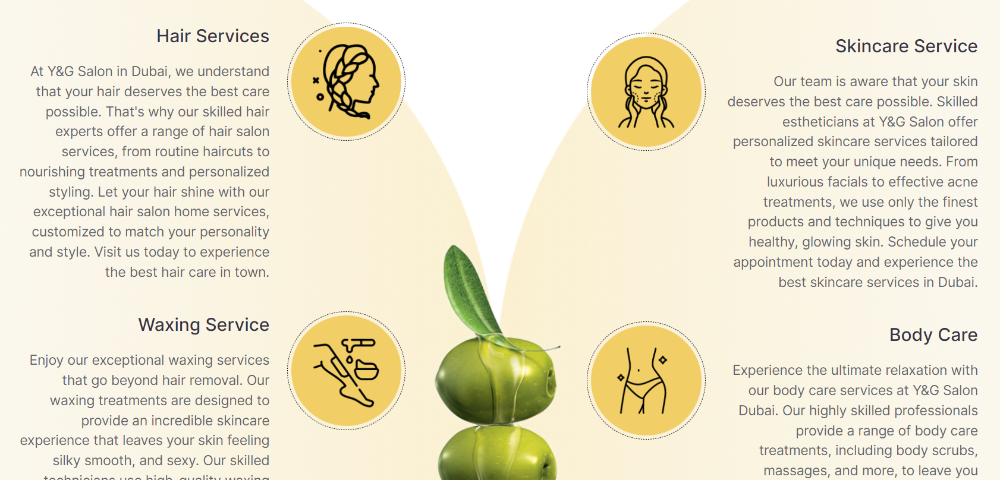 Hair Services
At Y&G Salon in Dubai, we understand
that your hair deserves the best care
possible. That's why our skilled hair
experts offer a range of hair salon
services, from routine haircuts to
nourishing treatments and personalized
styling. Let your hair shine with our
exceptional hair salon home services,
customized to match your personality
and style. Visit us today to experience
the best hair care in town.
Waxing Service
Enjoy our exceptional waxing services
that go beyond hair removal. Our
waxing treatments are designed to
provide an incredible skincare
experience that leaves your skin feeling
silky smooth, and sexy. Our skilled
technicians use high-quality waxing
Skincare Service
Our team is aware that your skin
deserves the best care possible. Skilled
estheticians at Y&G Salon offer
personalized skincare services tailored
to meet your unique needs. From
luxurious facials to effective acne
treatments, we use only the finest
products and techniques to give you
healthy, glowing skin. Schedule your
appointment today and experience the
best skincare services in Dubai.
Body Care
Experience the ultimate relaxation with
our body care services at Y&G Salon
Dubai. Our highly skilled professionals
provide a range of body care
treatments, including body scrubs,
massages, and more, to leave you